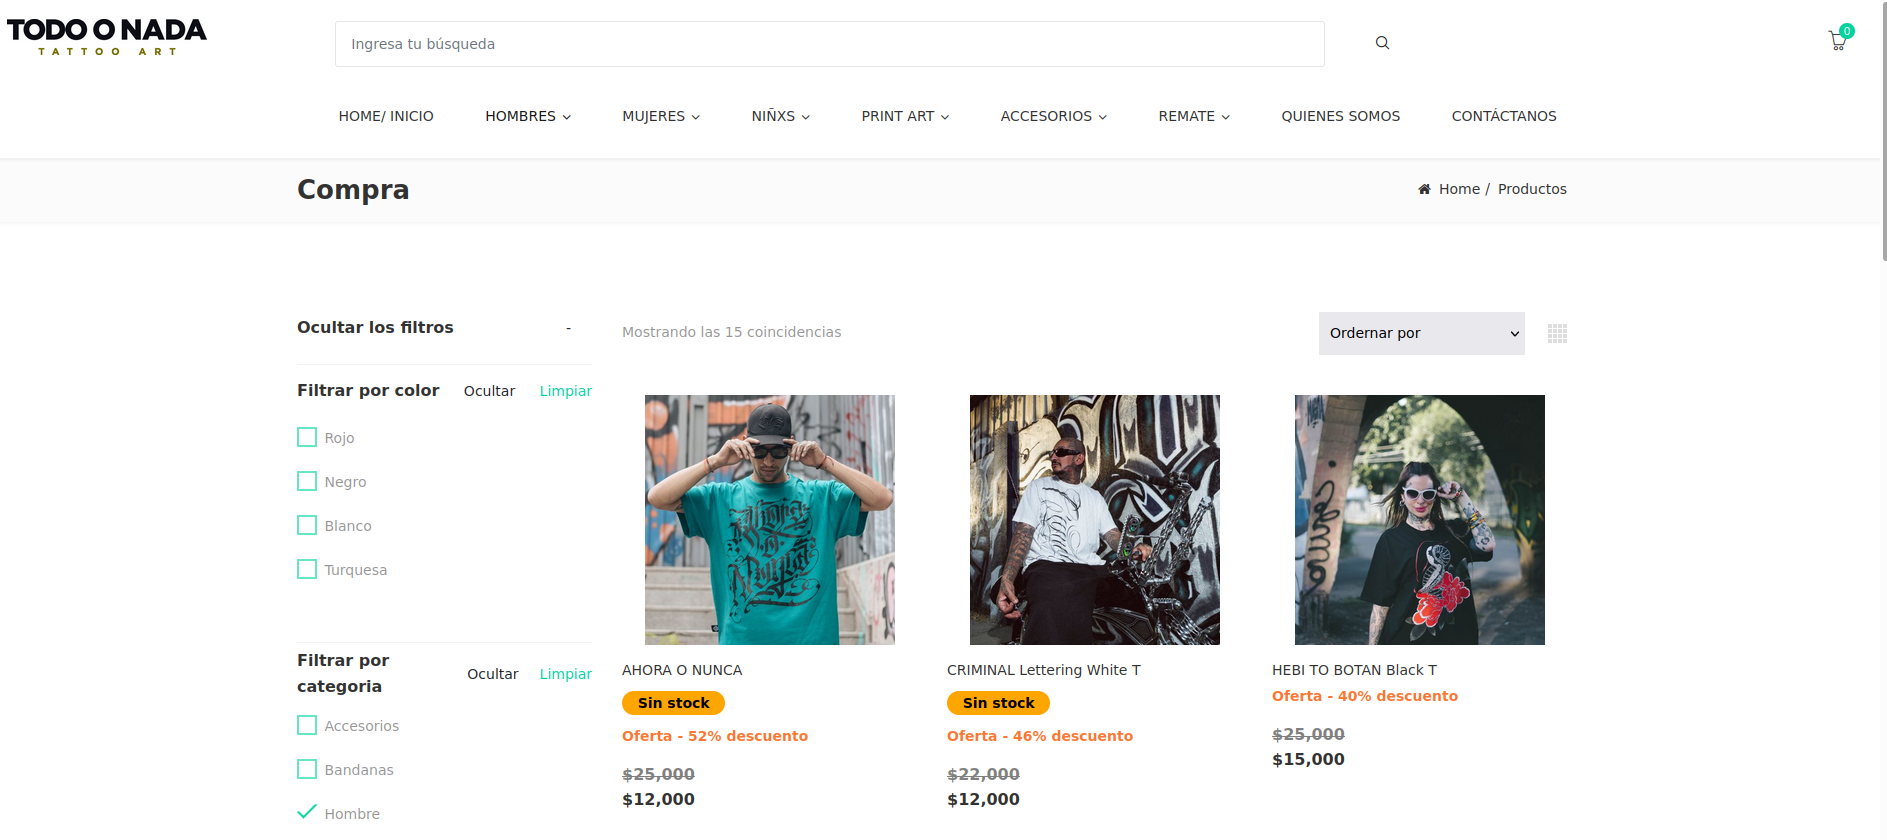 TODO O NADA
TATTOO ART
Ingresa tu búsqueda
0
HOME/ INICIO
HOMBRES
MUJERES
NIÑXS
PRINT ART
ACCESORIOS
REMATE
QUIENES SOMOS
CONTÁCTANOS
Compra
Home / Productos
Ocultar los filtros -
Mostrando las 15 coincidencias
Ordernar por
Filtrar por color Ocultar Limpiar
Rojo
Negro
Blanco
Turquesa
Filtrar por
categoria
Ocultar Limpiar
Accesorios
Bandanas
Hombre
AHORA O NUNCA
Sin stock
Oferta - 52% descuento
$25,000
$12,000
CRIMINAL Lettering White T
Sin stock
Oferta - 46% descuento
$22,000
$12,000
HEBI TO BOTAN Black T
Oferta - 40% descuento
$25,000
$15,000